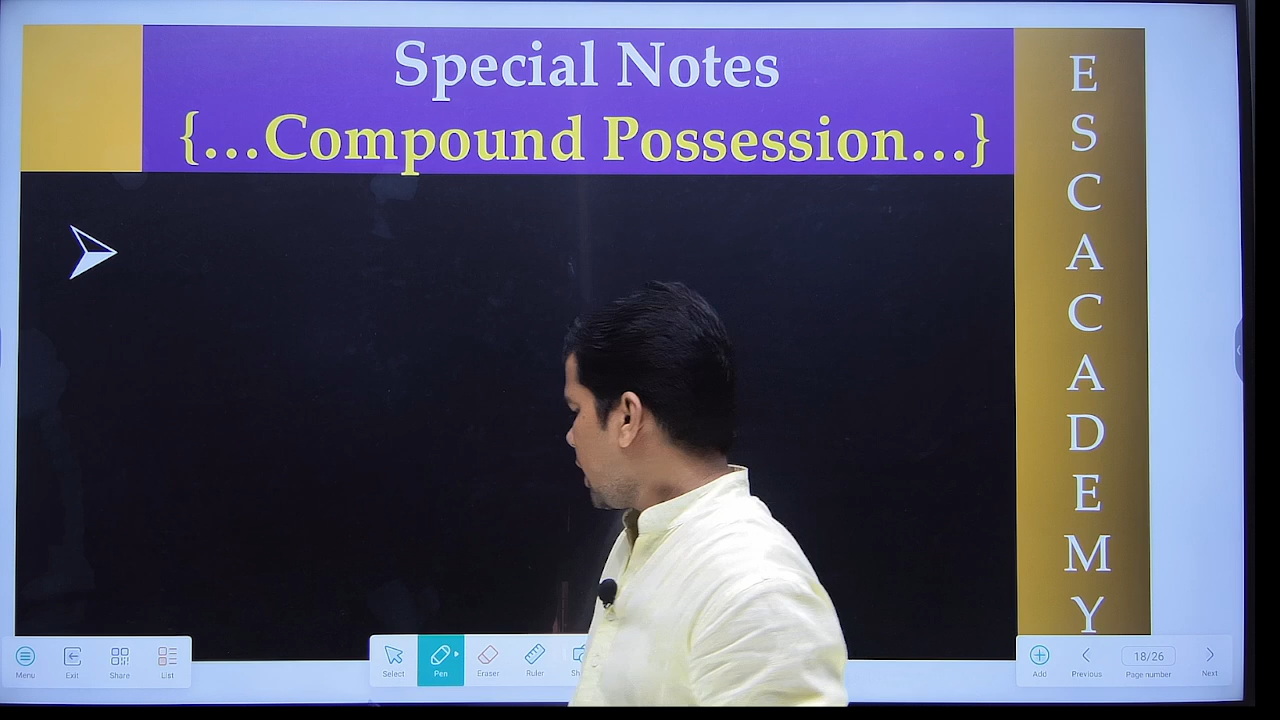 Special Notes
{...Compound Possession...}
E
S
C
A
C
A
D
E
M
Y
Menu
Exit
Share
List
Select
Pen
Eraser
Ruler
Sh
Add
Previous
18/26
Page number
Next